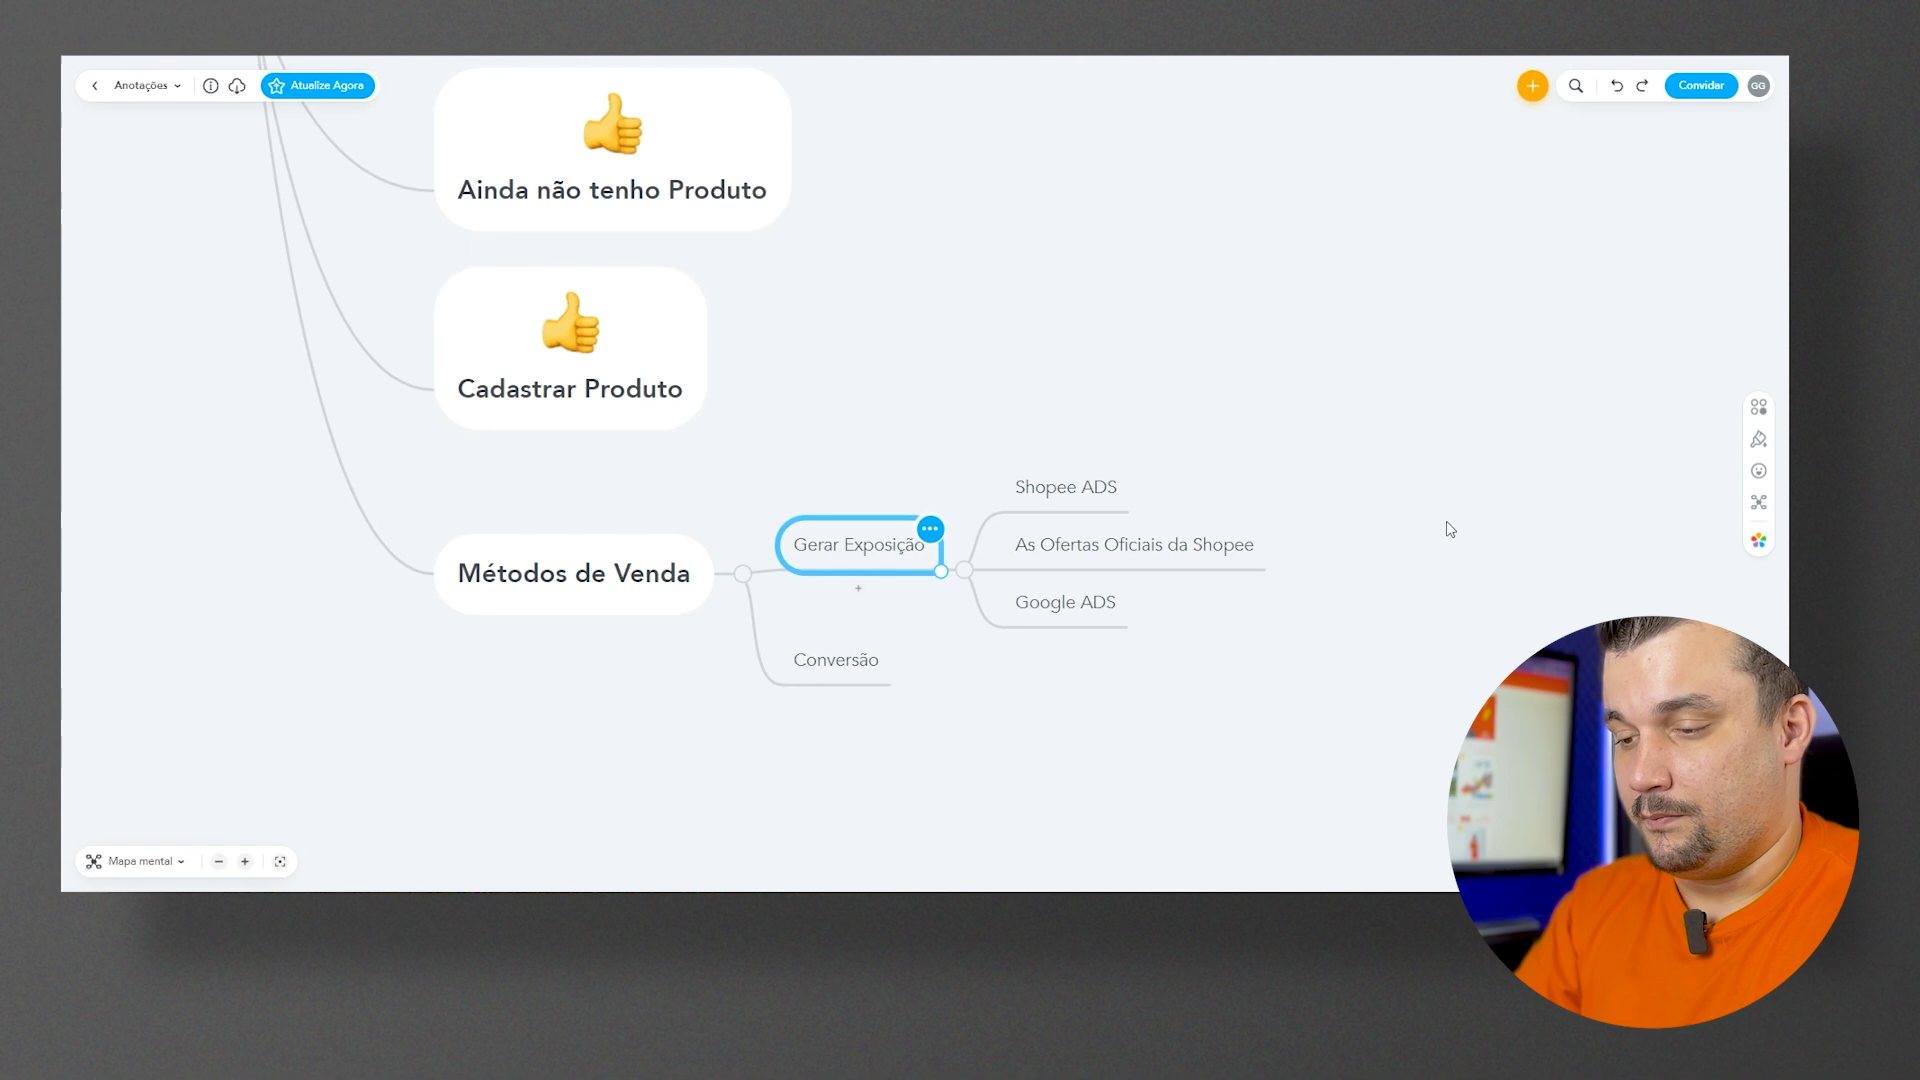 Anotações
Atualize Agora
Convidar
GG
Ainda não tenho Produto
Cadastrar Produto
Métodos de Venda
Gerar Exposição
Shopee ADS
As Ofertas Oficiais da Shopee
Google ADS
Conversão
Mapa mental